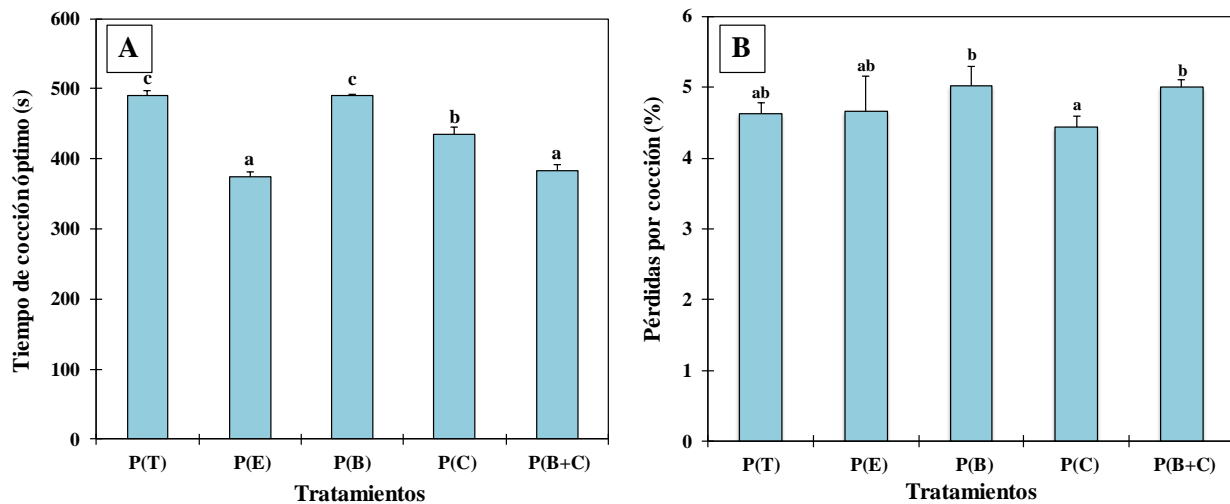 A
Tiempo de cocción óptimo (s)
600
500
400
300
200
100
0
c
a
c
b
a
P(T) P(E) P(B) P(C) P(B+C)
Tratamientos
B
Pérdidas por cocción (%)
6
5
4
3
2
1
0
ab
ab
b
a
b
P(T) P(E) P(B) P(C) P(B+C)
Tratamientos